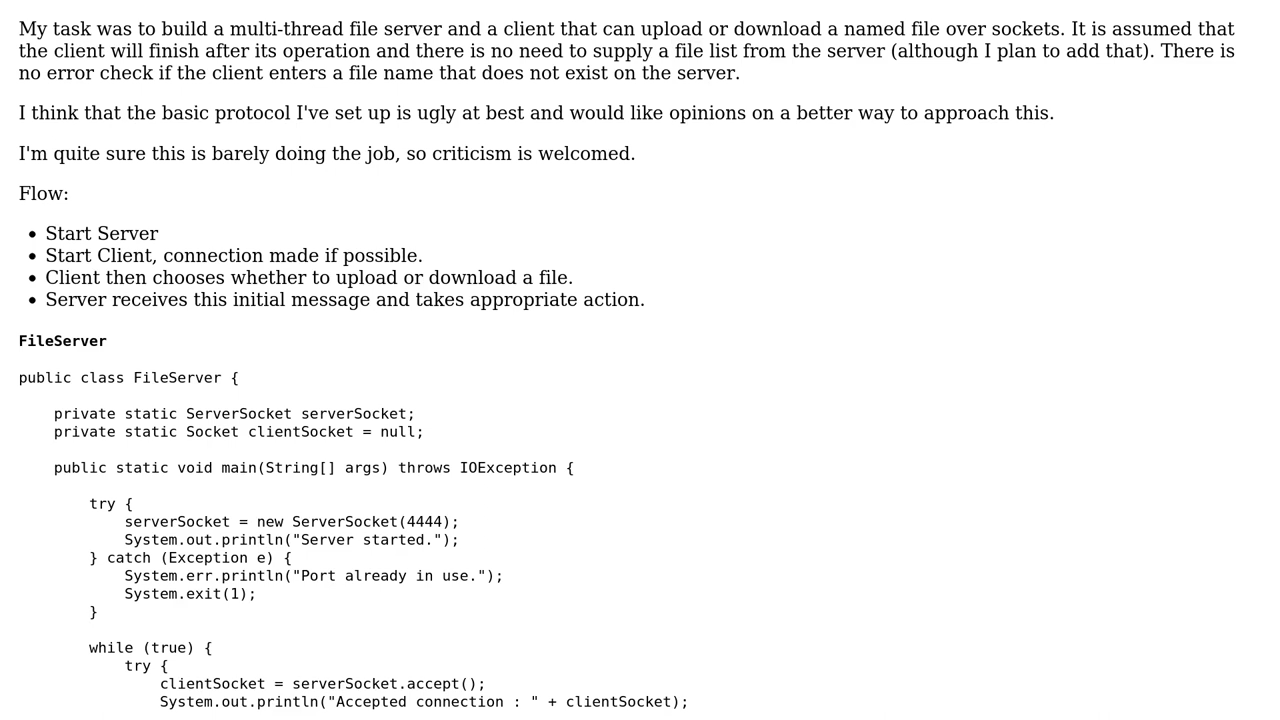 My task was to build a multi-thread file server and a client that can upload or download a named file over sockets. It is assumed that
the client will finish after its operation and there is no need to supply a file list from the server (although I plan to add that). There is
no error check if the client enters a file name that does not exist on the server.
I think that the basic protocol I've set up is ugly at best and would like opinions on a better way to approach this.
I'm quite sure this is barely doing the job, so criticism is welcomed.
Flow:
• Start Server
• Start Client, connection made if possible.
• Client then chooses whether to upload or download a file.
• Server receives this initial message and takes appropriate action.
FileServer
public class FileServer {
    private static ServerSocket serverSocket;
    private static Socket clientSocket = null;
    public static void main(String[] args) throws IOException {
        try {
            serverSocket = new ServerSocket(4444);
            System.out.println("Server started.");
        } catch (Exception e) {
            System.err.println("Port already in use.");
            System.exit(1);
        }
        while (true) {
            try {
                clientSocket = serverSocket.accept();
                System.out.println("Accepted connection : " + clientSocket);